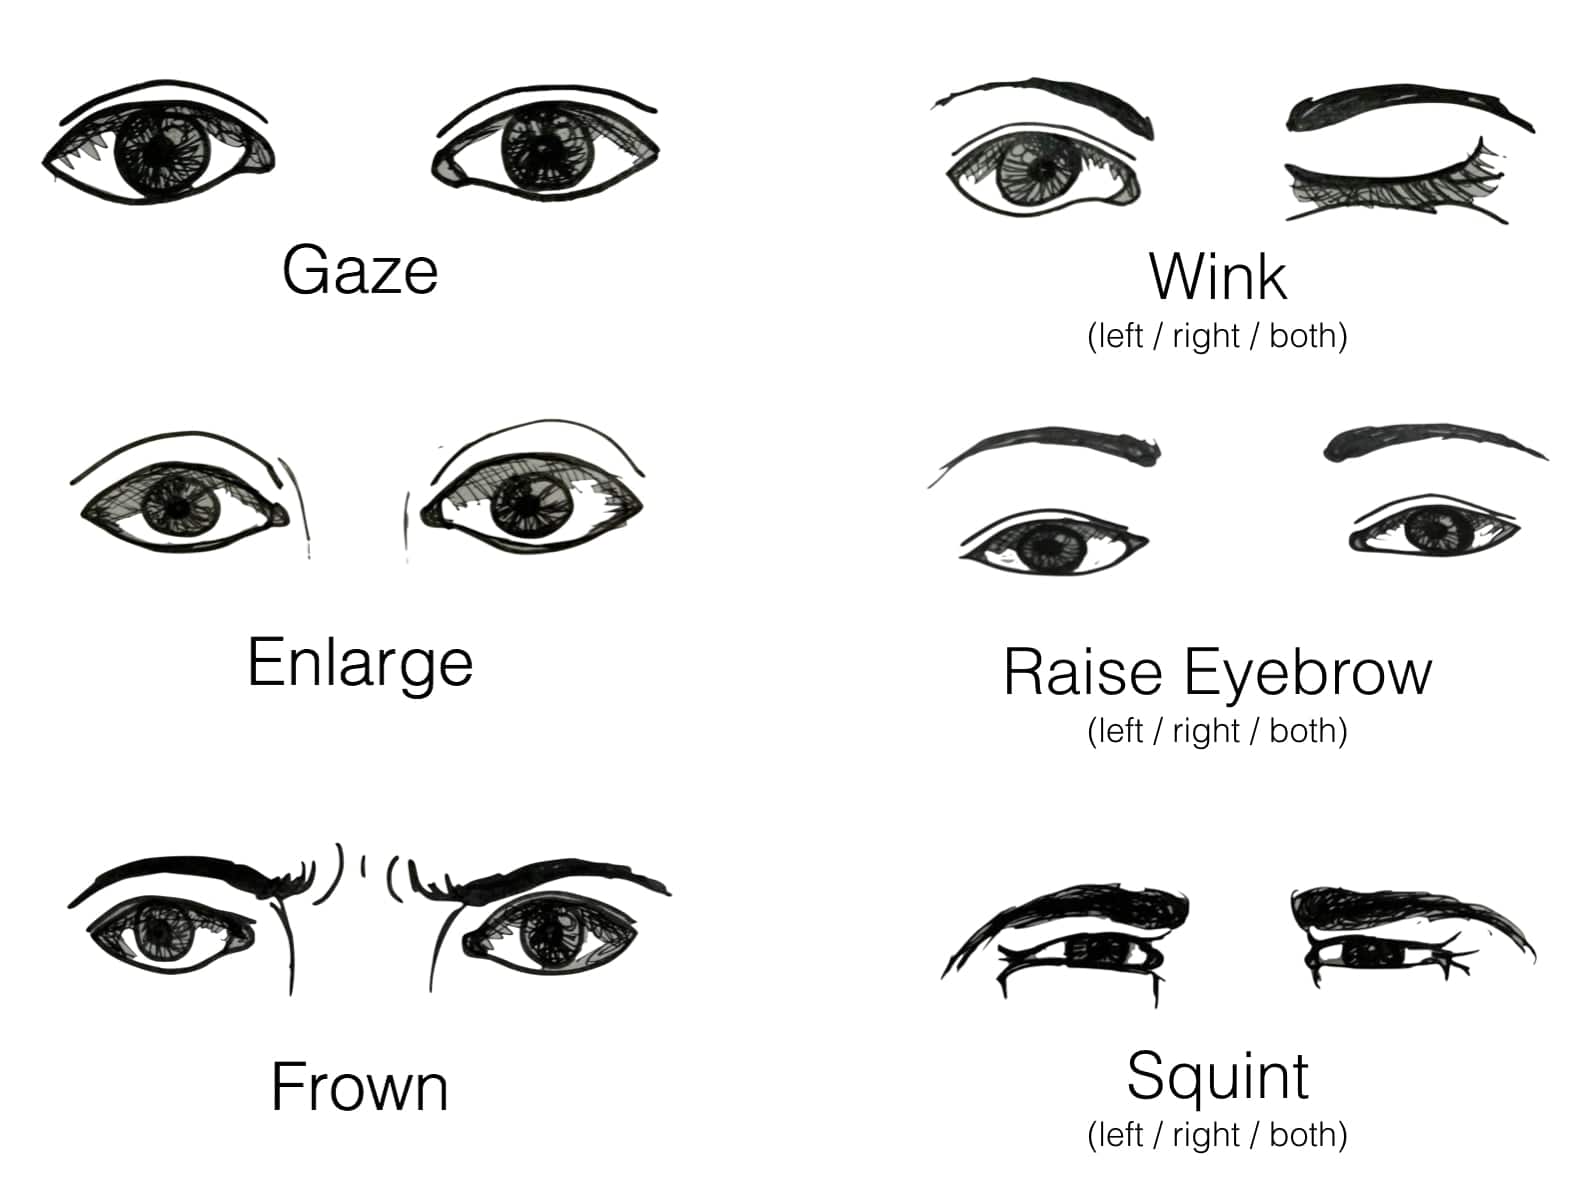 Gaze
Wink
(left / right / both)
Enlarge
Raise Eyebrow
(left / right / both)
Frown
Squint
(left / right / both)